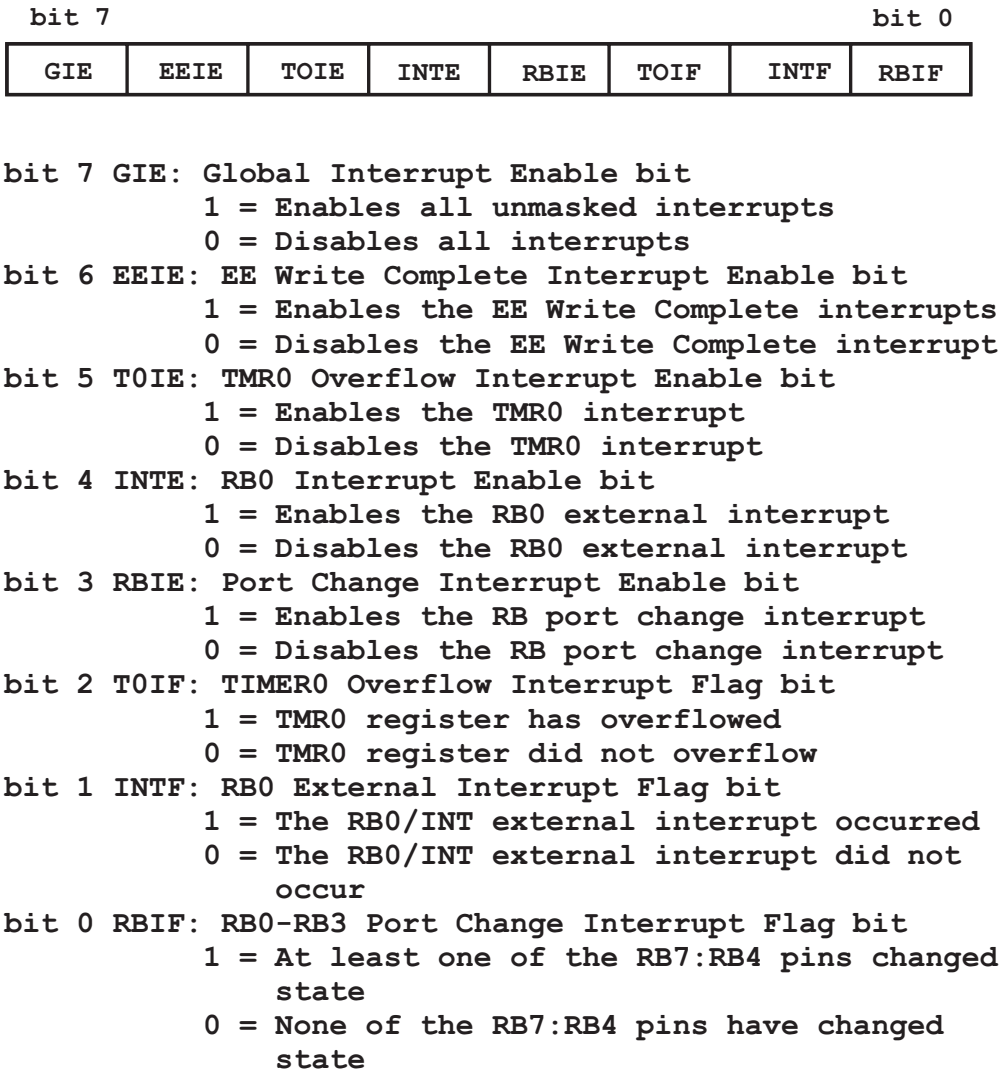 bit 7 bit 0
GIE EEIE TOIE INTE RBIE TOIF INTF RBIF
bit 7 GIE: Global Interrupt Enable bit
1 = Enables all unmasked interrupts
0 = Disables all interrupts
bit 6 EEIE: EE Write Complete Interrupt Enable bit
1 = Enables the EE Write Complete interrupts
0 = Disables the EE Write Complete interrupt
bit 5 T0IE: TMR0 Overflow Interrupt Enable bit
1 = Enables the TMR0 interrupt
0 = Disables the TMR0 interrupt
bit 4 INTE: RB0 Interrupt Enable bit
1 = Enables the RB0 external interrupt
0 = Disables the RB0 external interrupt
bit 3 RBIE: Port Change Interrupt Enable bit
1 = Enables the RB port change interrupt
0 = Disables the RB port change interrupt
bit 2 T0IF: TIMER0 Overflow Interrupt Flag bit
1 = TMR0 register has overflowed
0 = TMR0 register did not overflow
bit 1 INTF: RB0 External Interrupt Flag bit
1 = The RB0/INT external interrupt occurred
0 = The RB0/INT external interrupt did not
occur
bit 0 RBIF: RB0-RB3 Port Change Interrupt Flag bit
1 = At least one of the RB7:RB4 pins changed
state
0 = None of the RB7:RB4 pins have changed
state